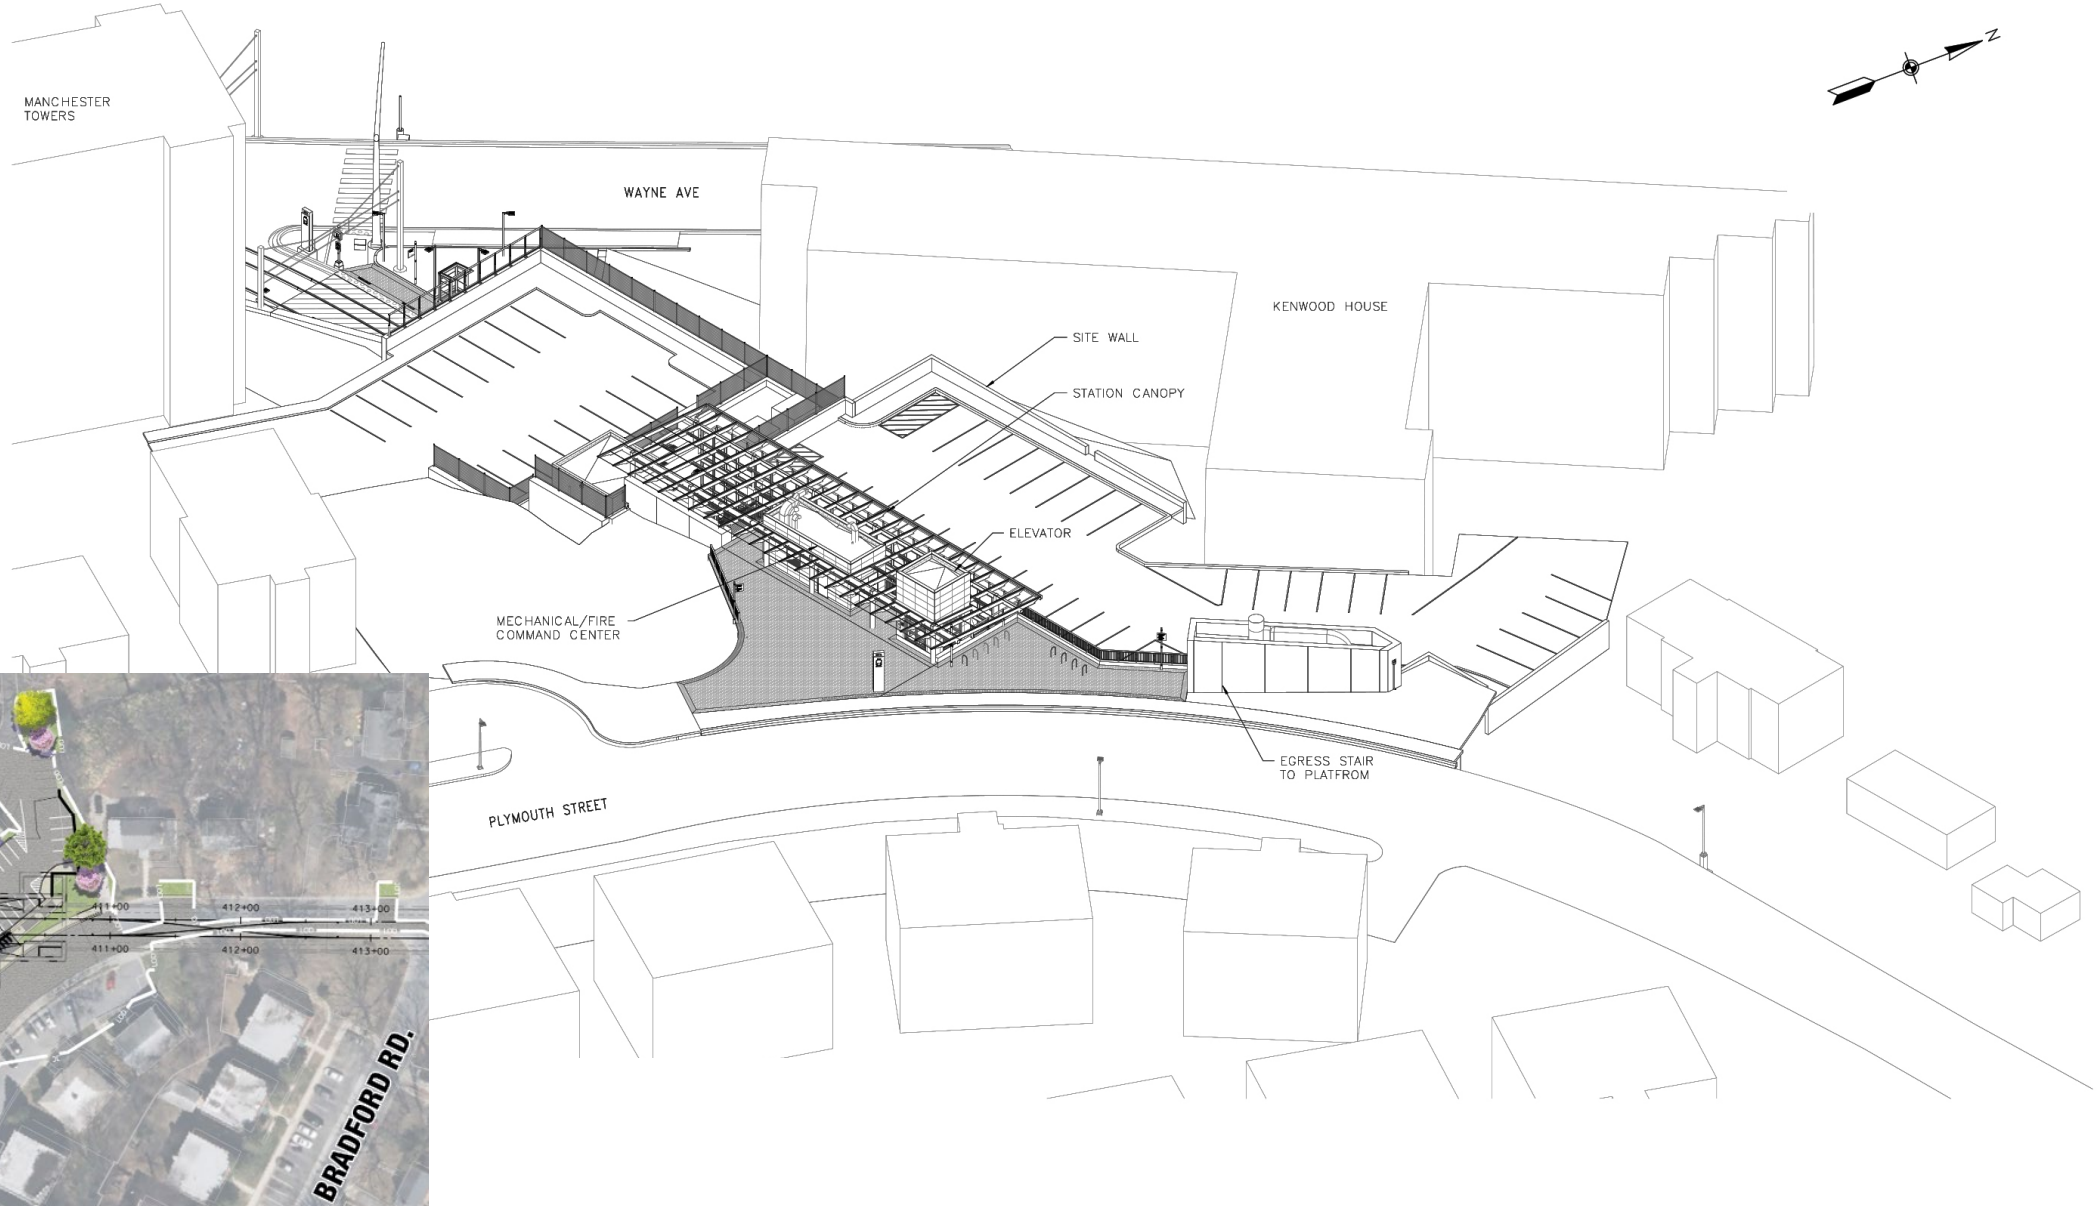 MANCHESTER
TOWERS
N
WAYNE AVE
KENWOOD HOUSE
SITE WALL
STATION CANOPY
ELEVATOR
MECHANICAL/FIRE
COMMAND CENTER
EGRESS STAIR
TO PLATFROM
PLYMOUTH STREET
411+00
412+00
413+00
411+00
412+00
413+00
BRADFORD RD.